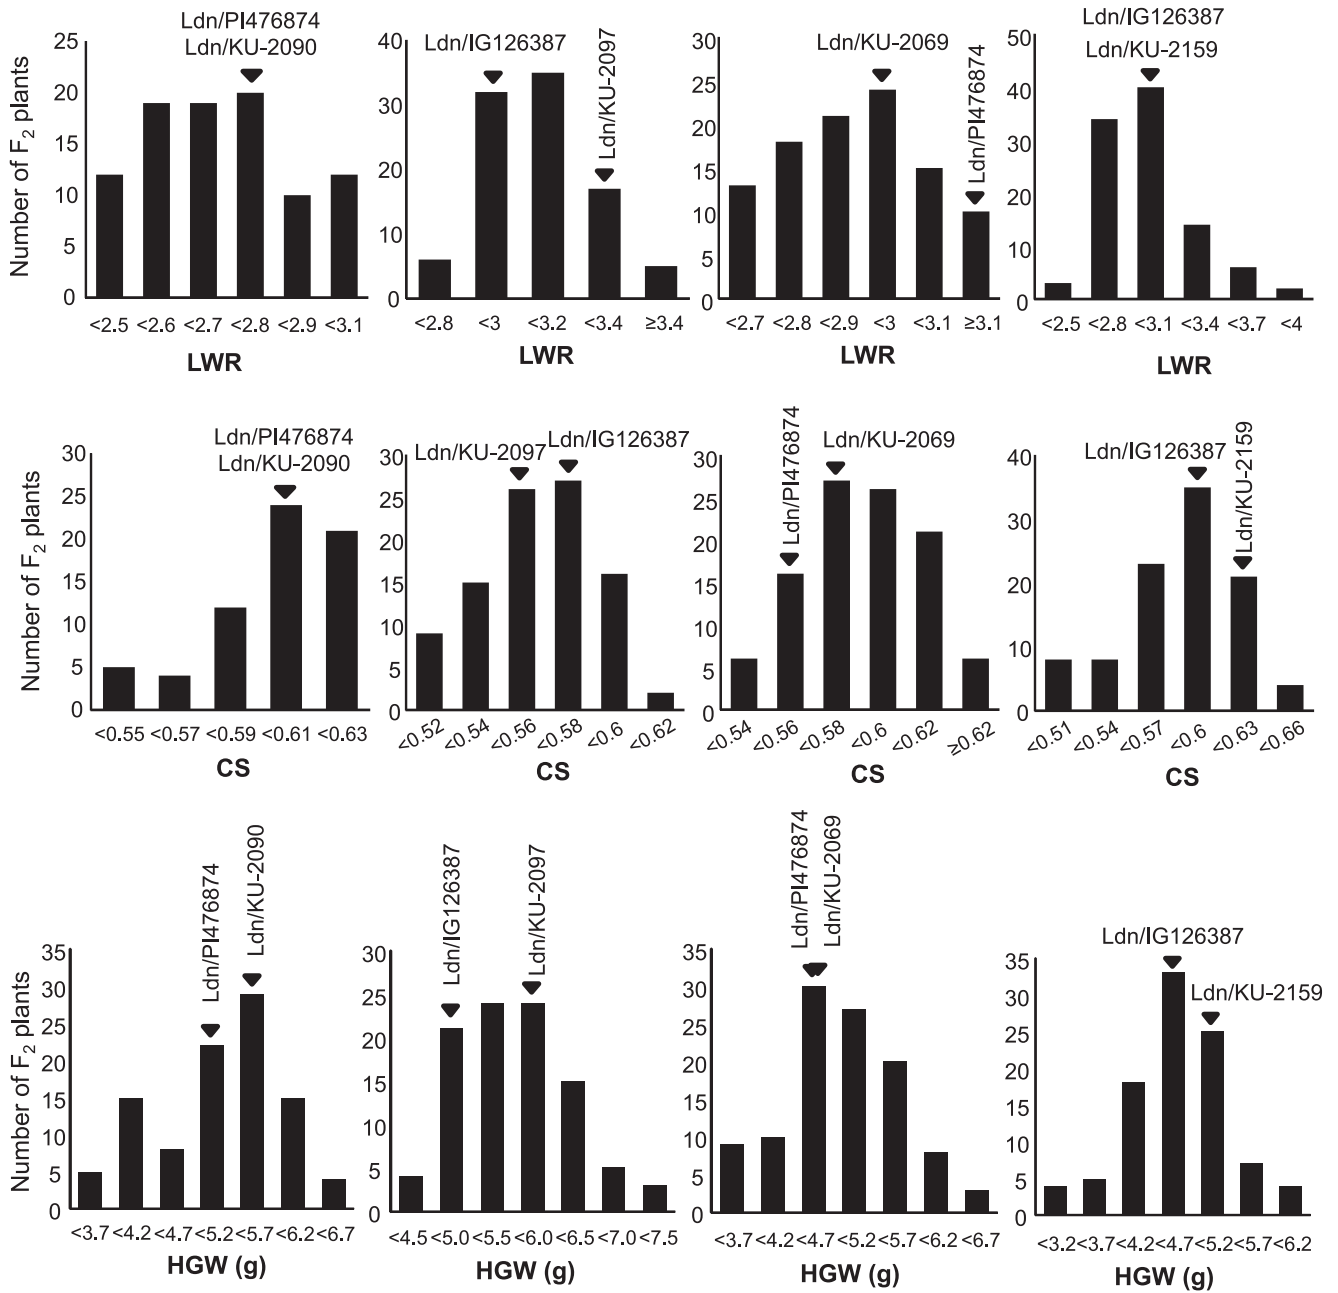 Ldn/PI476874
Ldn/KU-2090
Number of F2 plants
25
20
15
10
5
0
<2.5 <2.6 <2.7 <2.8 <2.9 <3.1
LWR
Ldn/IG126387
Ldn/KU-2097
40
30
20
10
0
<2.8 <3 <3.2 <3.4 ≥3.4
LWR
Ldn/KU-2069
Ldn/PI476874
30
25
20
15
10
5
0
<2.7 <2.8 <2.9 <3 <3.1 ≥3.1
LWR
Ldn/IG126387
Ldn/KU-2159
50
40
30
20
10
0
<2.5 <2.8 <3.1 <3.4 <3.7 <4
LWR
Ldn/PI476874
Ldn/KU-2090
Number of F2 plants
30
25
20
15
10
5
0
<0.55 <0.57 <0.59 <0.61 <0.63
CS
Ldn/KU-2097
Ldn/IG126387
30
25
20
15
10
5
0
<0.52 <0.54 <0.56 <0.58 <0.6 <0.62
CS
Ldn/PI476874
Ldn/KU-2069
30
25
20
15
10
5
0
<0.54 <0.56 <0.58 <0.6 <0.62 ≥0.62
CS
Ldn/IG126387
Ldn/KU-2159
40
30
20
10
0
<0.51 <0.54 <0.57 <0.6 <0.63 <0.66
CS
Ldn/PI476874
Ldn/KU-2090
Number of F2 plants
35
30
25
20
15
10
5
0
<3.7 <4.2 <4.7 <5.2 <5.7 <6.2 <6.7
HGW (g)
Ldn/IG126387
Ldn/KU-2097
30
25
20
15
10
5
0
<4.5 <5.0 <5.5 <6.0 <6.5 <7.0 <7.5
HGW (g)
Ldn/PI476874
Ldn/KU-2069
35
30
25
20
15
10
5
0
<3.7 <4.2 <4.7 <5.2 <5.7 <6.2 <6.7
HGW (g)
Ldn/IG126387
Ldn/KU-2159
35
30
25
20
15
10
5
0
<3.2 <3.7 <4.2 <4.7 <5.2 <5.7 <6.2
HGW (g)